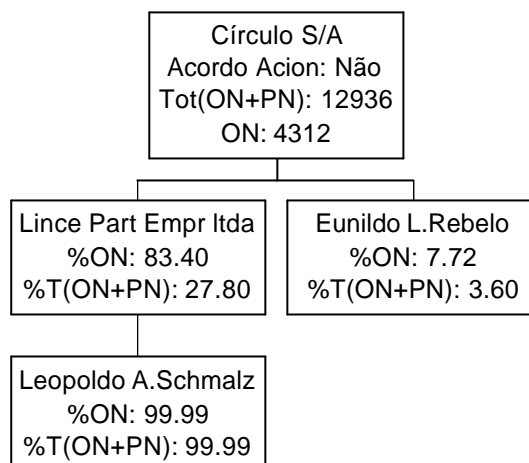 Círculo S/A
Acordo Acion: Não
Tot(ON+PN): 12936
ON: 4312
Lince Part Empr ltda
%ON: 83.40
%T(ON+PN): 27.80
Eunildo L.Rebelo
%ON: 7.72
%T(ON+PN): 3.60
Leopoldo A.Schmalz
%ON: 99.99
%T(ON+PN): 99.99